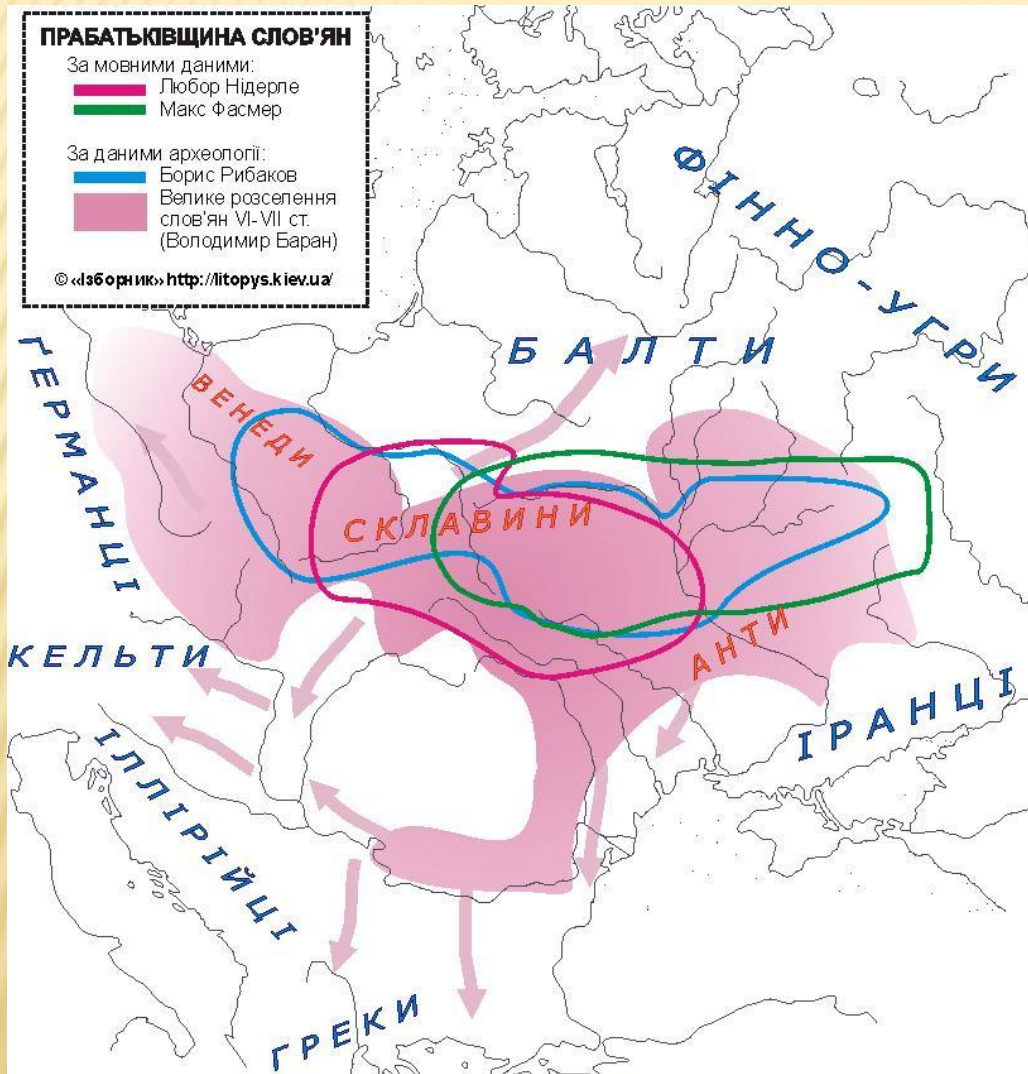 ПРАБАТЬКІВЩИНА СЛОВ'ЯН
За мовними даними:
Любор Нідерле
Макс Фасмер
За даними археології:
Борис Рибаков
Велике розселення
слов'ян VI-VII ст.
(Володимир Баран)
© «Ізборник» http://litopys.kiev.ua/
ФІННО-УГРИ
БАЛТИ
ҐЕРМАНЦІ
ВЕНЕДИ
СКЛАВИНИ
АНТИ
КЕЛЬТИ
ІРАНЦІ
ІЛЛІРІЙЦІ
ҐРЕКИ